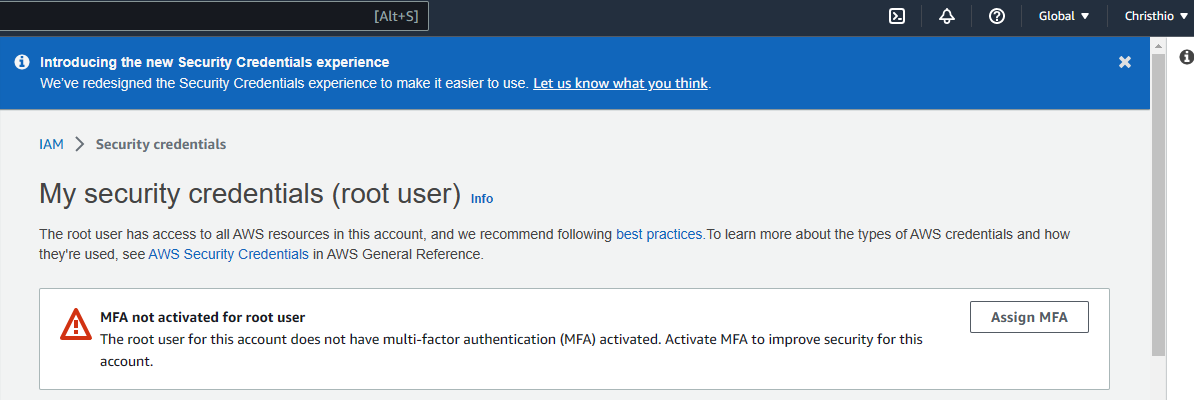 [Alt+S]
Global
Christhio
Introducing the new Security Credentials experience
We've redesigned the Security Credentials experience to make it easier to use. Let us know what you think.
IAM
Security credentials
My security credentials (root user) Info
The root user has access to all AWS resources in this account, and we recommend following best practices.To learn more about the types of AWS credentials and how
they're used, see AWS Security Credentials in AWS General Reference.
MFA not activated for root user
Assign MFA
The root user for this account does not have multi-factor authentication (MFA) activated. Activate MFA to improve security for this
account.